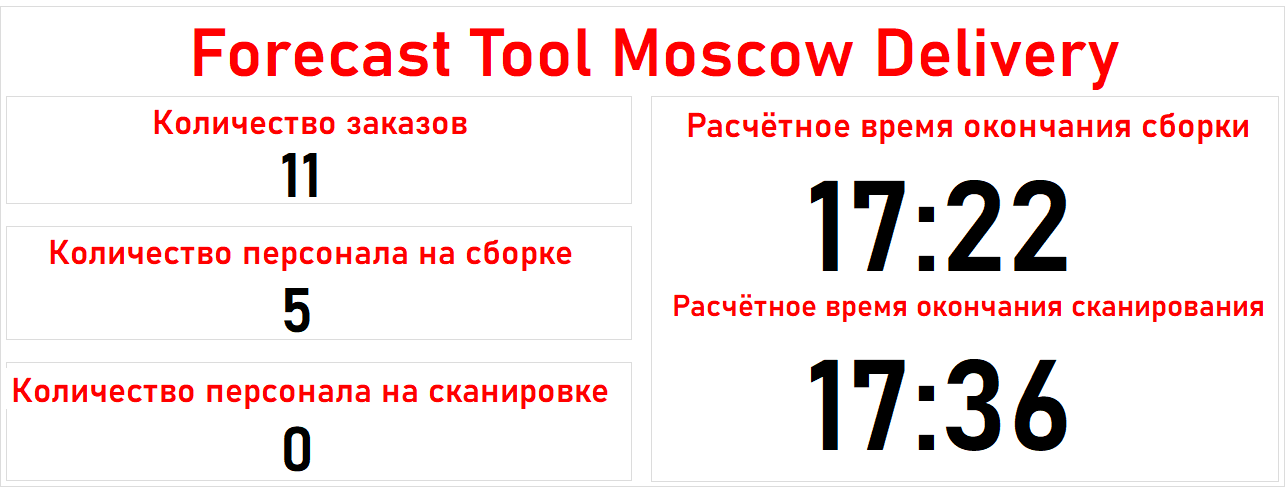 Forecast Tool Moscow Delivery
Количество заказов
11
Количество персонала на сборке
5
Количество персонала на сканировке
0
Расчётное время окончания сборки
17:22
Расчётное время окончания сканирования
17:36